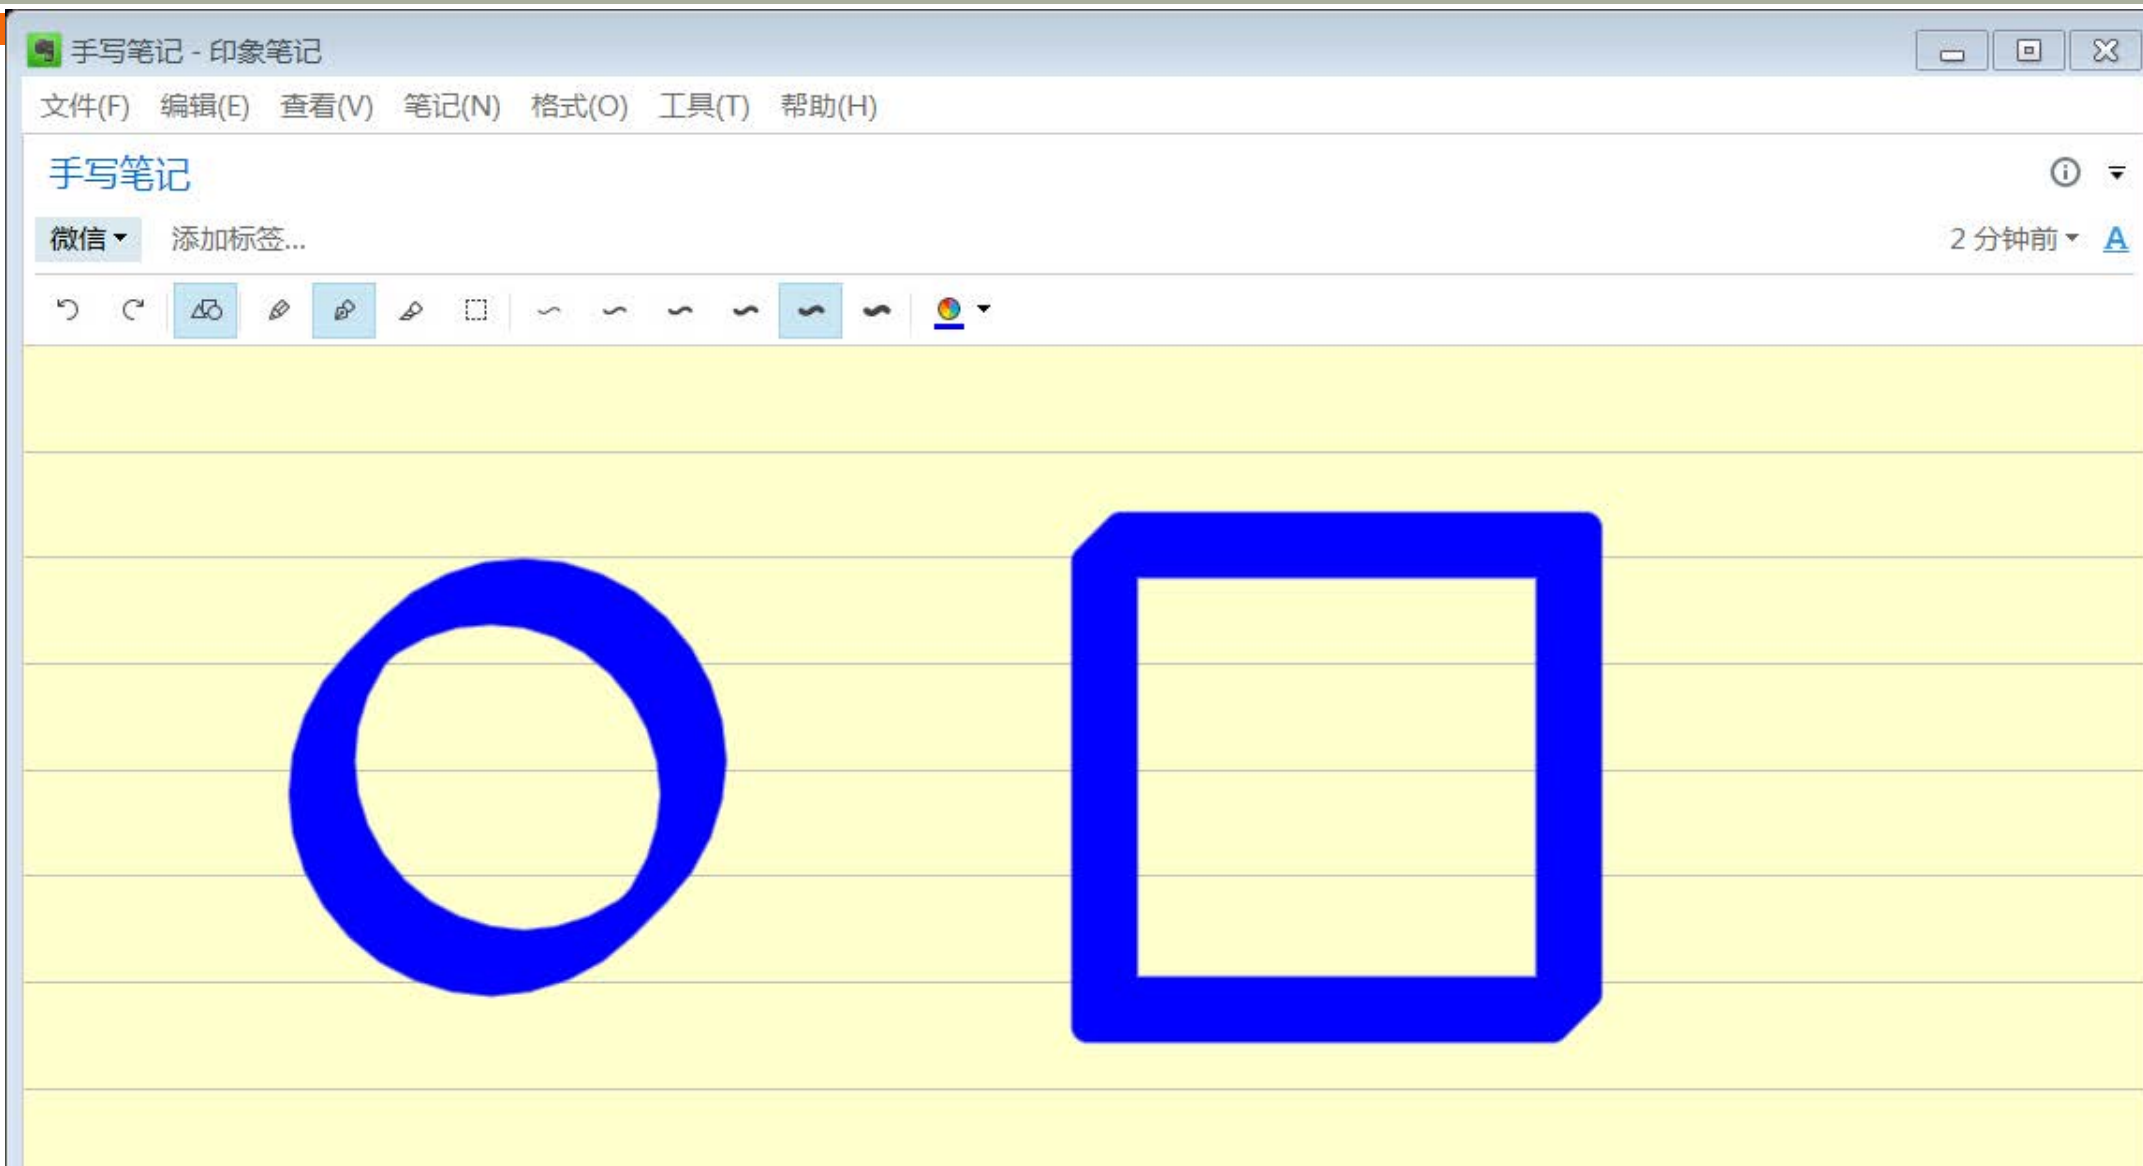 手写笔记 - 印象笔记
文件(F) 编辑(E) 查看(V) 笔记(N) 格式(O) 工具(T) 帮助(H)
手写笔记
微信 添加标签... 2 分钟前 A